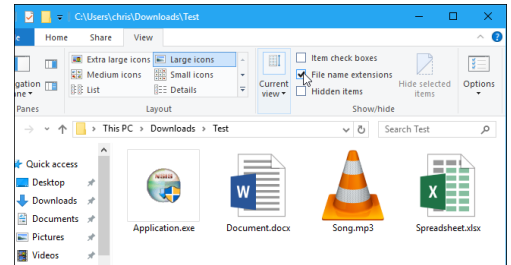 C:\Users\chris\Downloads\Test
Home Share View
Extra large icons Large icons
Medium icons Small icons
List Details
Current view
Item check boxes
File name extensions
Hidden items
Hide selected items
Options
Panes Layout Show/hide
This PC > Downloads > Test
Search Test
Quick access
Desktop
Downloads
Documents
Pictures
Videos
Application.exe Document.docx Song.mp3 Spreadsheet.xlsx
W
X